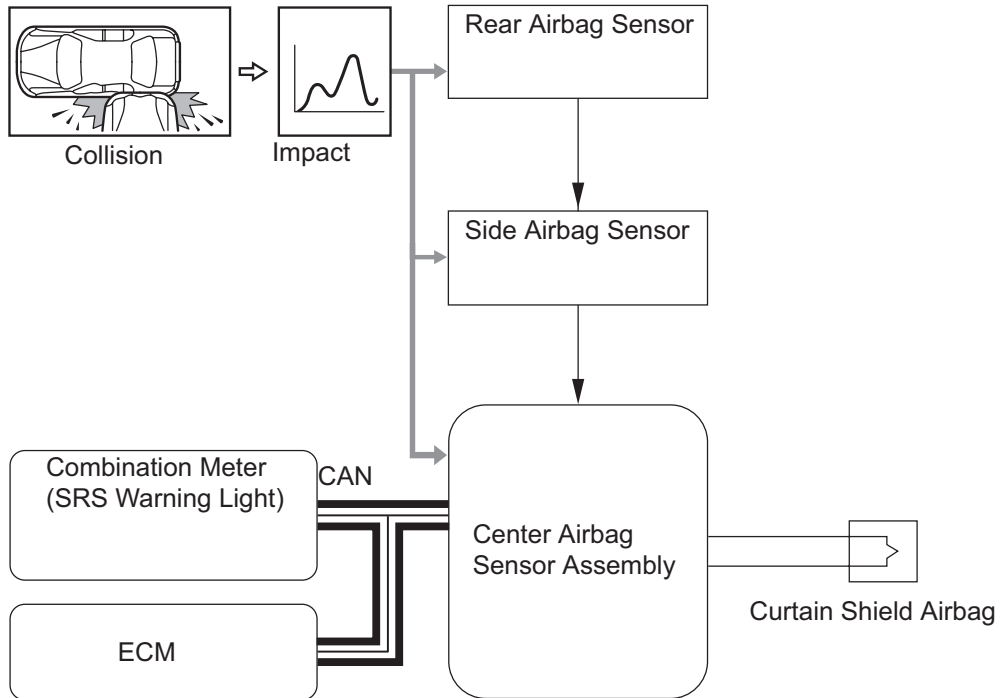 Rear Airbag Sensor
Collision
Impact
Side Airbag Sensor
Combination Meter
(SRS Warning Light)
CAN
Center Airbag
Sensor Assembly
Curtain Shield Airbag
ECM